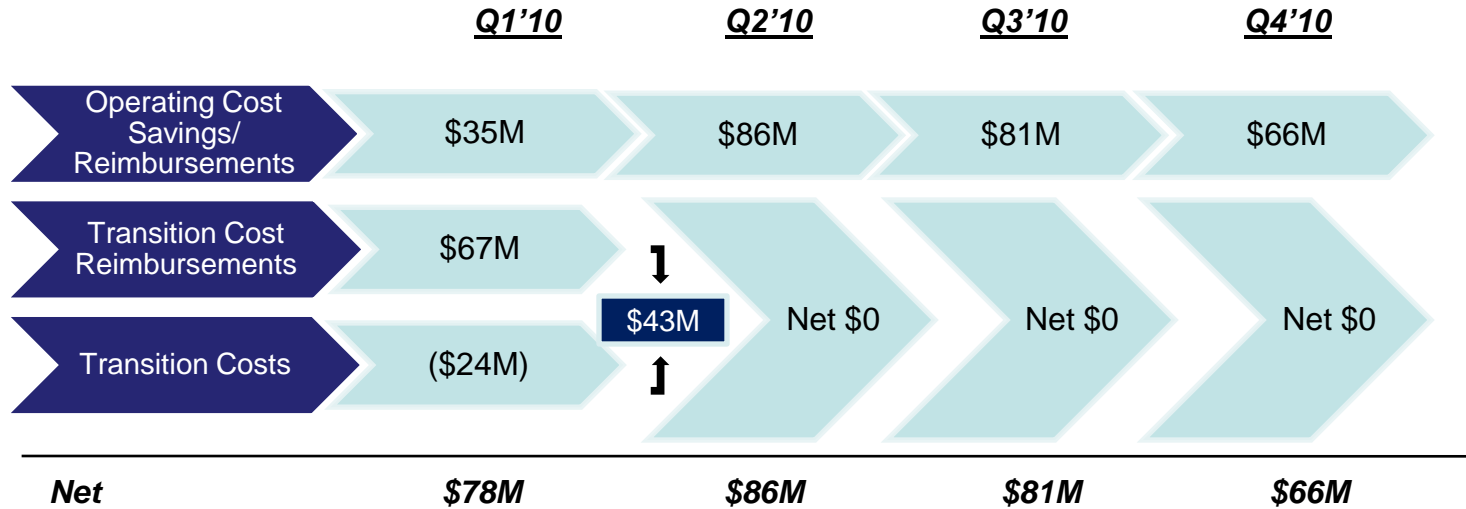 Q1’10 Q2’10 Q3’10 Q4’10
Operating Cost
Savings/
Reimbursements
$35M $86M $81M $66M
Transition Cost
Reimbursements
$67M
$43M Net $0 Net $0 Net $0
Transition Costs ($24M)
Net $78M $86M $81M $66M